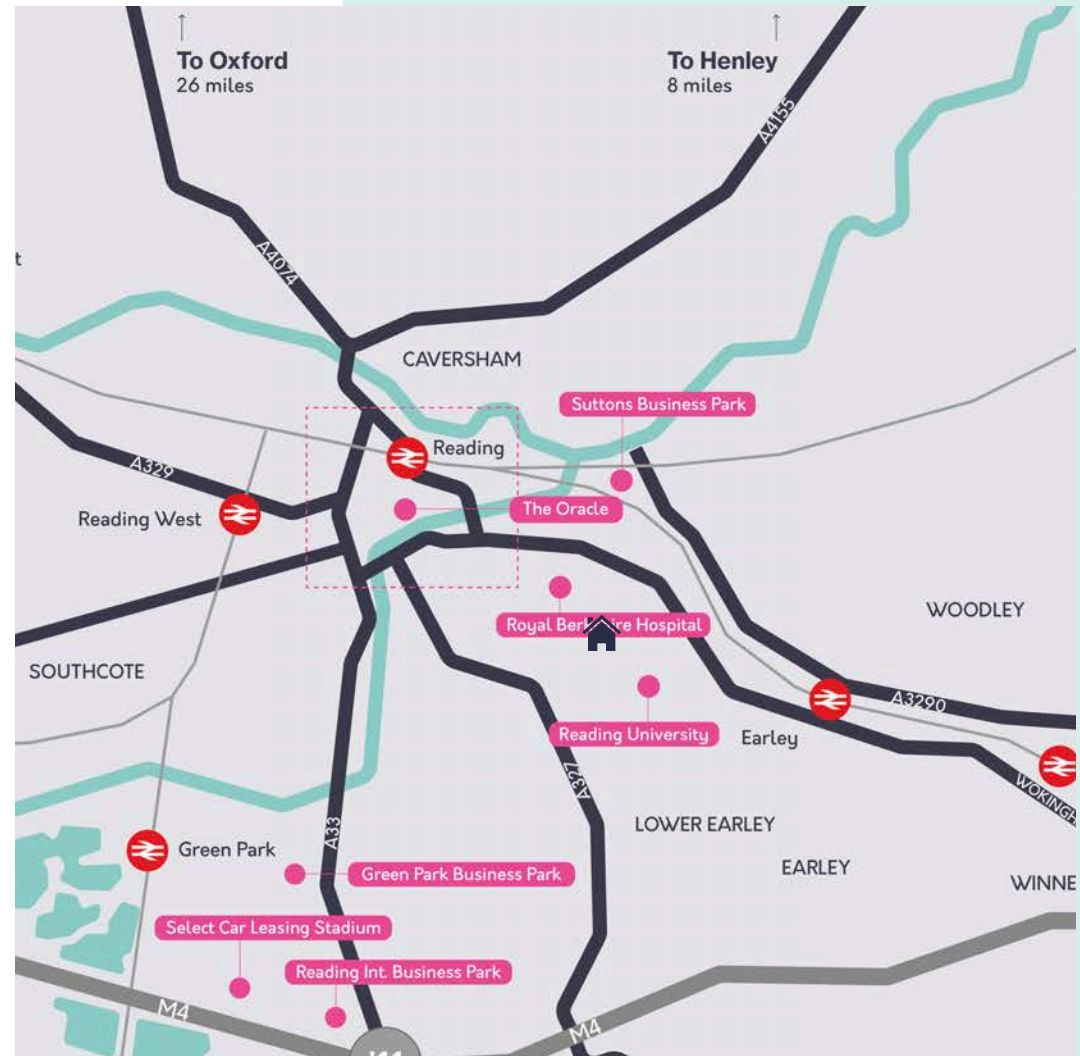 To Oxford
26 miles
To Henley
8 miles
A4155
A4074
t
CAVERSHAM
Suttons Business Park
Reading
A329
The Oracle
Reading West
WOODLEY
Royal Berkshire Hospital
SOUTHCOTE
A3290
Reading University
Earley
A327
WOKINGH
LOWER EARLEY
A33
Green Park
EARLEY
Green Park Business Park
WINNE
Select Car Leasing Stadium
Reading Int. Business Park
M4
M4